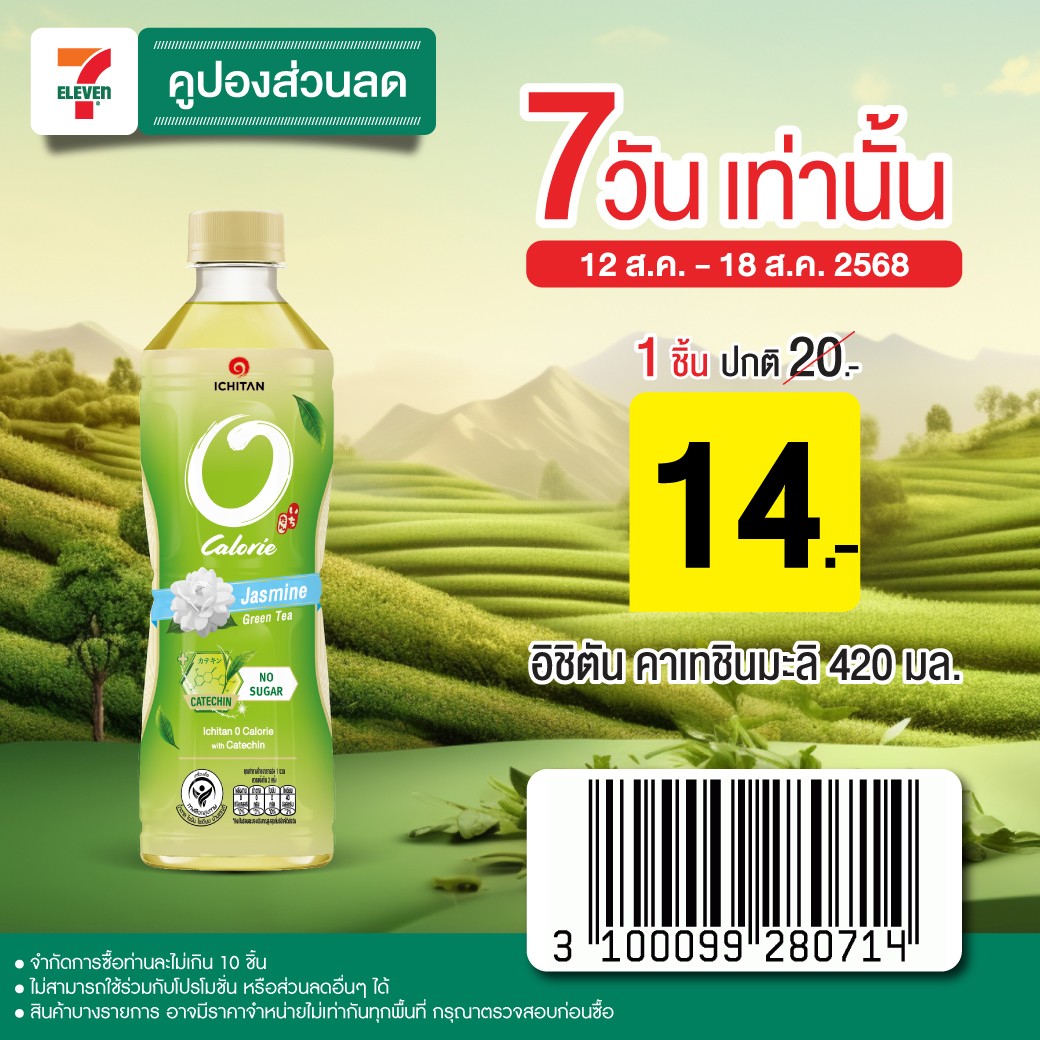 7
ELEVEN
คูปองส่วนลด
7วัน เท่านั้น
12 ส.ค. - 18 ส.ค. 2568
1 ชิ้น ปกติ 20.-
14.-
อิชิตัน คาเทชินมะลิ 420 มล.
ICHITAN
0
Calorie
Jasmine
Green Tea
カテキン
CATECHIN
NO
SUGAR
Ichitan 0 Calorie
with Catechin
3 100099 280714
• จำกัดการซื้อท่านละไม่เกิน 10 ชิ้น
• ไม่สามารถใช้ร่วมกับโปรโมชั่น หรือส่วนลดอื่นๆ ได้
• สินค้าบางรายการ อาจมีราคาจำหน่ายไม่เท่ากันทุกพื้นที่ กรุณาตรวจสอบก่อนซื้อ